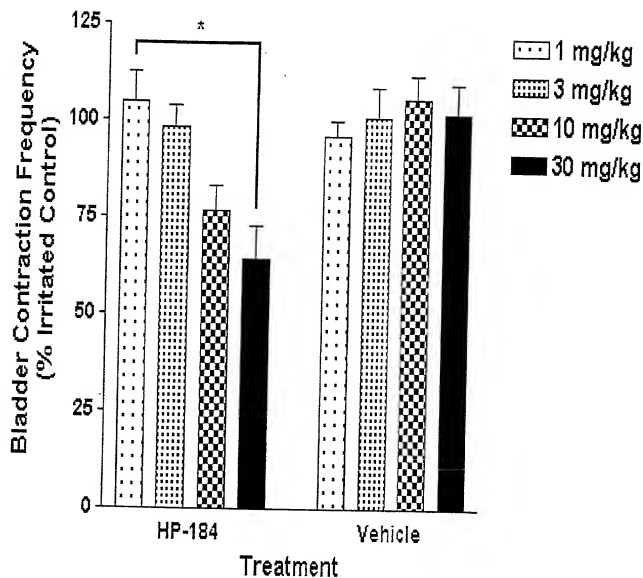 Bladder Contraction Frequency
(% Irritated Control)
125
100
75
50
25
0
*
HP-184
Vehicle
Treatment
1 mg/kg
3 mg/kg
10 mg/kg
30 mg/kg